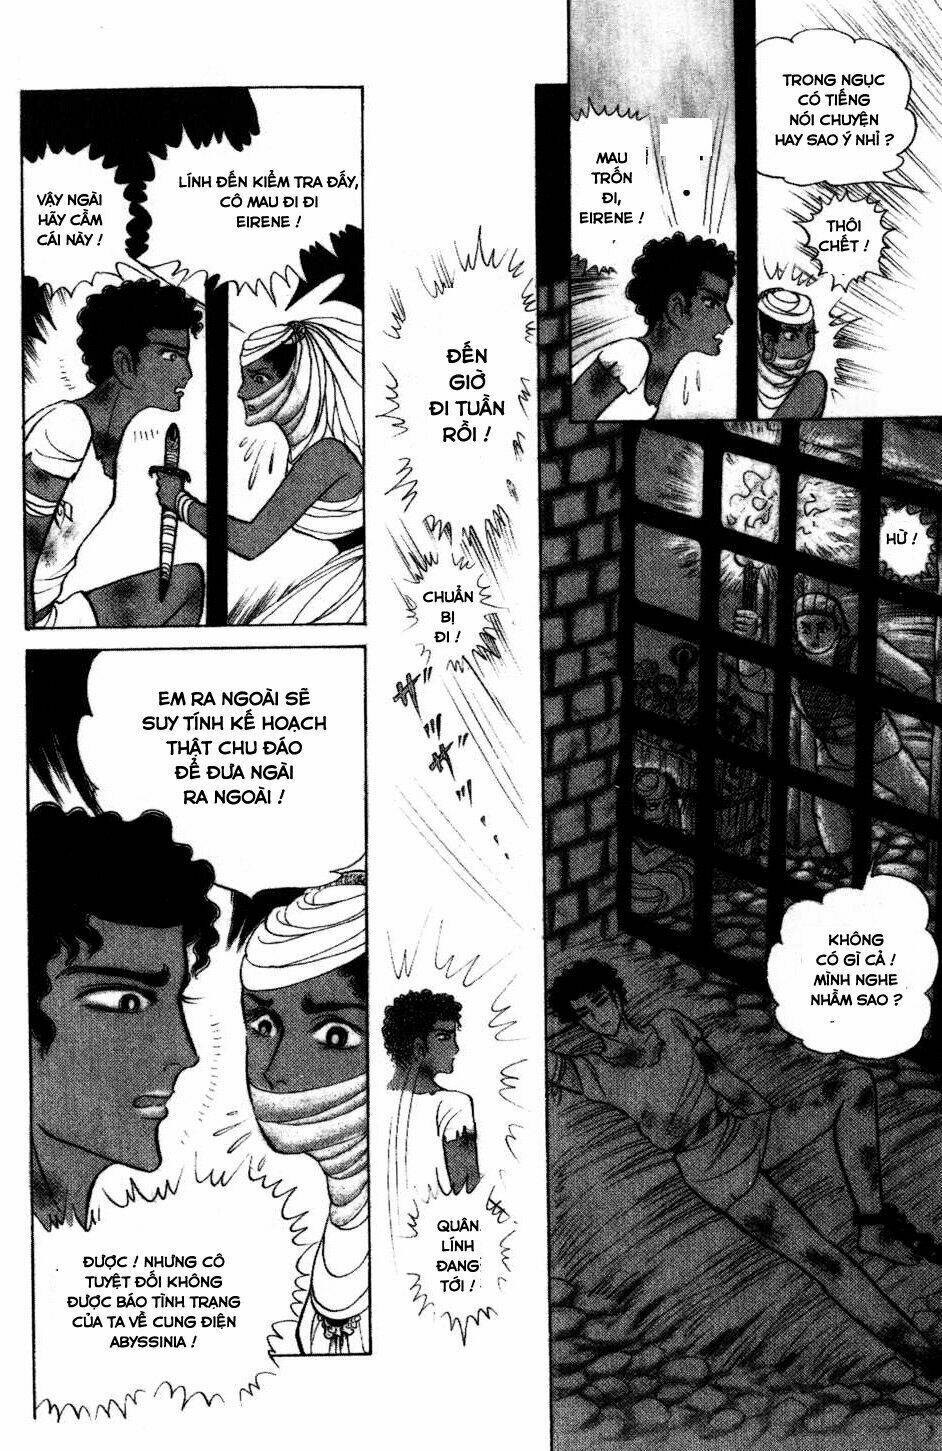 TRONG NGỤC
CÓ TIẾNG
NÓI CHUYỆN
HAY SAO Ý NHỈ ?
THÔI
CHẾT !
MAU
TRỐN
ĐI,
EIRENE !
HỪ !
KHÔNG
CÓ GÌ CẢ !
MÌNH NGHE
NHẦM SAO ?
ĐẾN
GIỜ
ĐI TUẦN
RỒI !
CHUẨN
BỊ
ĐI !
ザッザッ....
QUÂN
LÍNH
ĐANG
TỚI !
LÍNH ĐẾN KIỂM TRA ĐẤY,
CÔ MAU ĐI ĐI
EIRENE !
VẬY NGÀI
HÃY CẦM
CÁI NÀY !
EM RA NGOÀI SẼ
SUY TÍNH KẾ HOẠCH
THẬT CHU ĐÁO
ĐỂ ĐƯA NGÀI
RA NGOÀI !
ĐƯỢC ! NHƯNG CÔ
TUYỆT ĐỐI KHÔNG
ĐƯỢC BÁO TÌNH TRẠNG
CỦA TA VỀ CUNG ĐIỆN
ABYSSINIA !